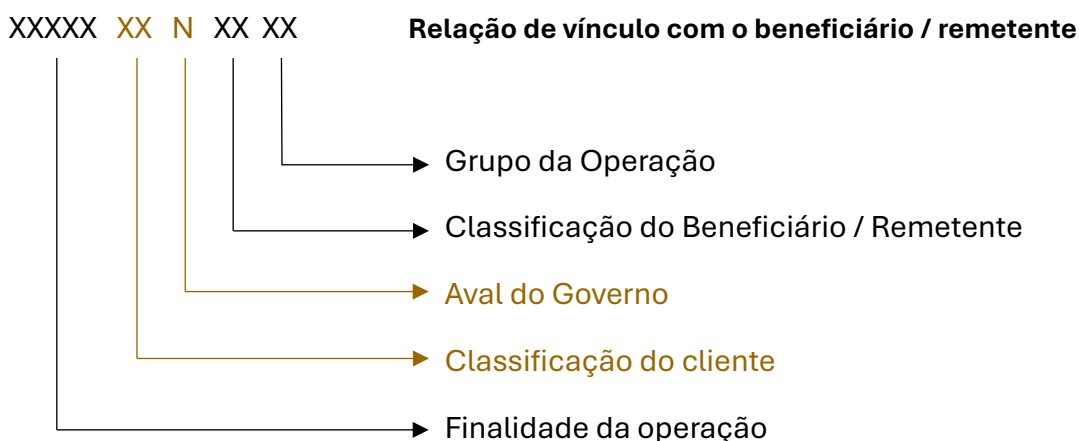 XXXXX XX N XX XX Relação de vínculo com o beneficiário / remetente
Grupo da Operação
Classificação do Beneficiário / Remetente
Aval do Governo
Classificação do cliente
Finalidade da operação